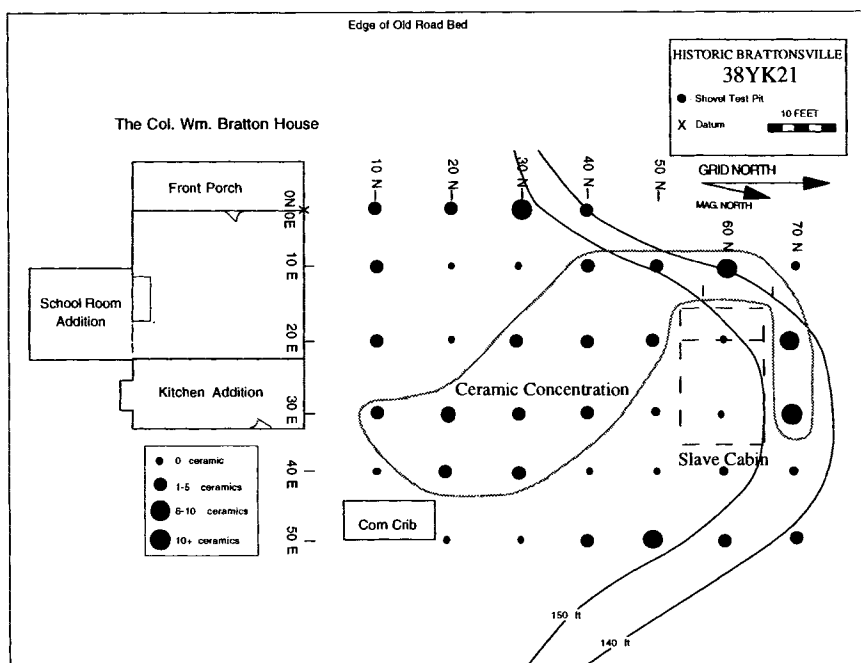 Edge of Old Road Bed
HISTORIC BRATTONSVILLE
38YK21
Shovel Test Pit
X Datum
10 FEET
The Col. Wm. Bratton House
GRID NORTH
MAG. NORTH
Front Porch
0N
0E
10 N
20 N
30 N
40 N
50 N
60 N
70 N
10 E
School Room
Addition
20 E
Kitchen Addition
Ceramic Concentration
30 E
Slave Cabin
0 ceramic
1-5 ceramics
6-10 ceramics
10+ ceramics
40 E
Corn Crib
50 E
150 ft
140 ft